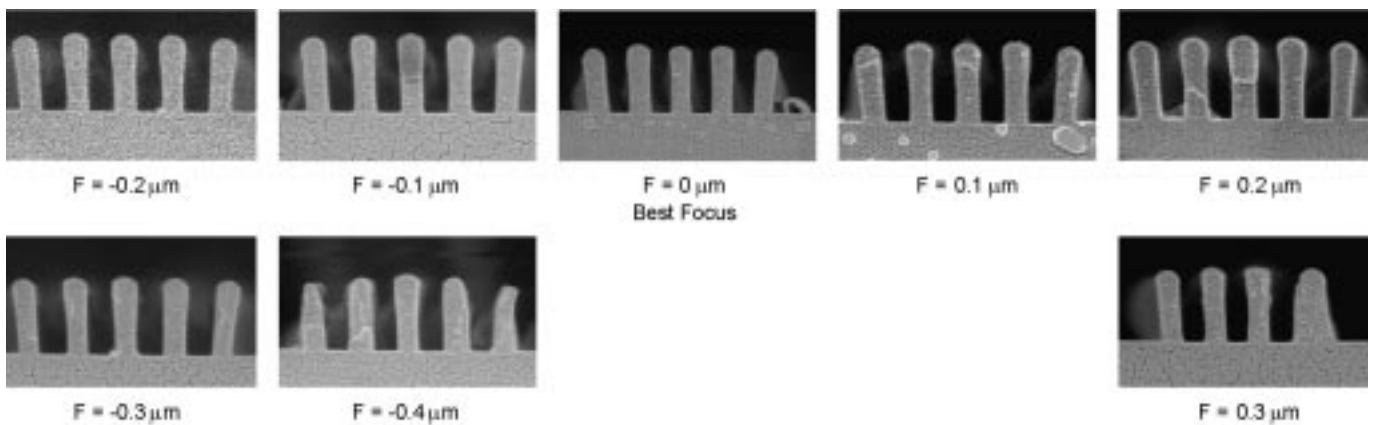 F = -0.2 μm
F = -0.1 μm
F = 0 μm
Best Focus
F = 0.1 μm
F = 0.2 μm
F = -0.3 μm
F = -0.4 μm
F = 0.3 μm